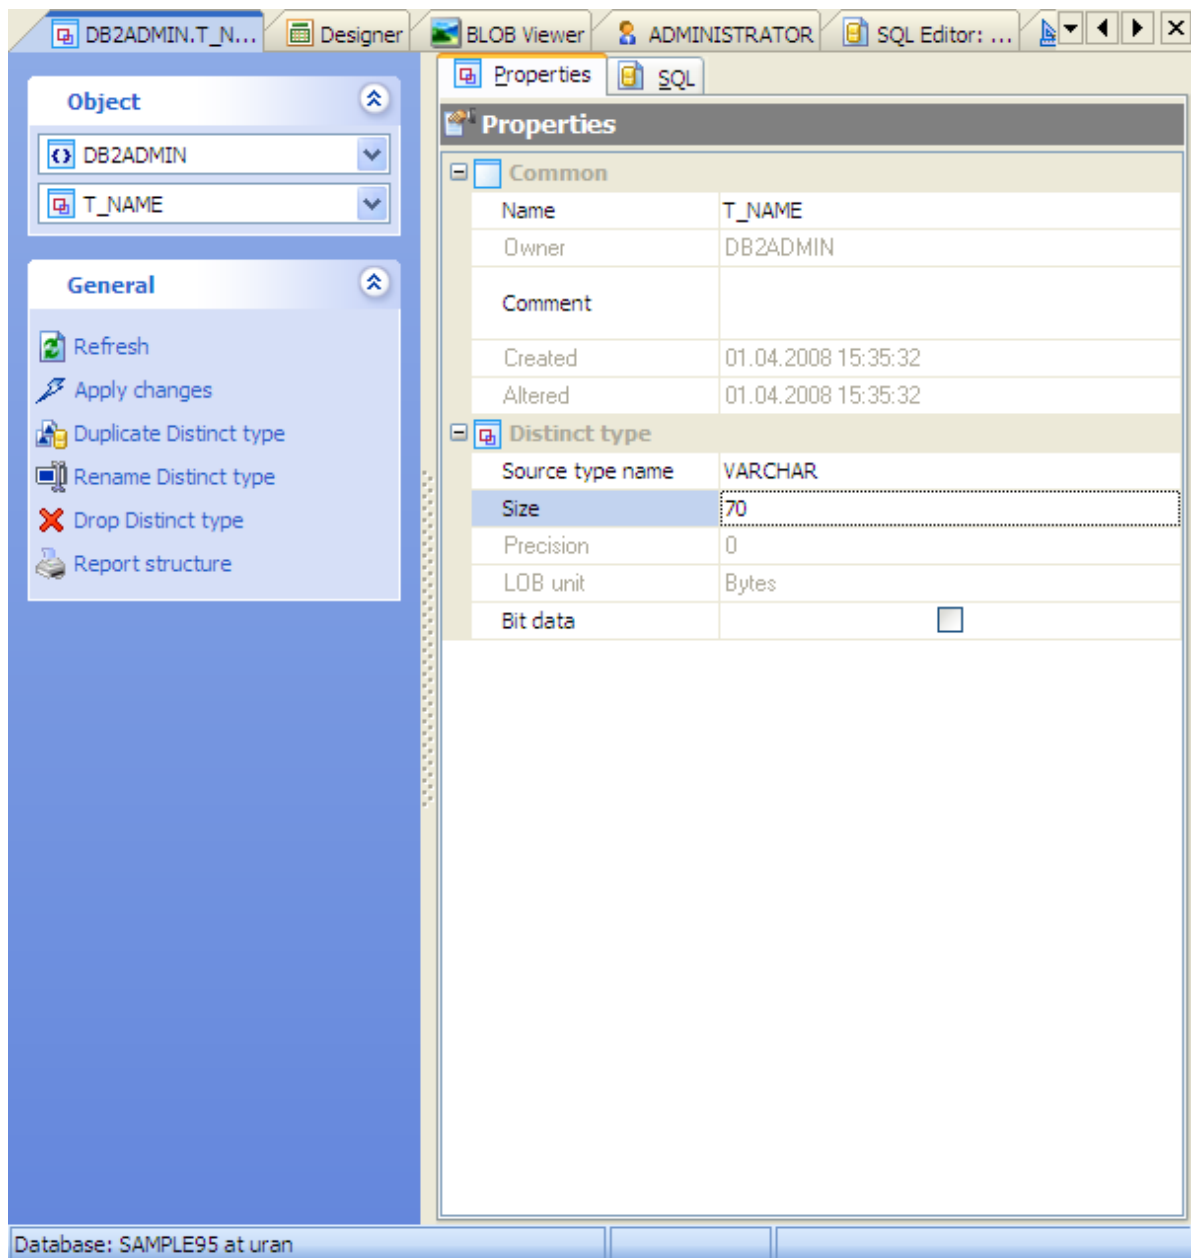 DB2ADMIN.T_N... Designer BLOB Viewer ADMINISTRATOR SQL Editor: ...
Object
DB2ADMIN
T_NAME
General
Refresh
Apply changes
Duplicate Distinct type
Rename Distinct type
Drop Distinct type
Report structure
Properties SQL
Properties
Common
Name T_NAME
Owner DB2ADMIN
Comment
Created 01.04.2008 15:35:32
Altered 01.04.2008 15:35:32
Distinct type
Source type name VARCHAR
Size 70
Precision 0
LOB unit Bytes
Bit data
Database: SAMPLE95 at uran